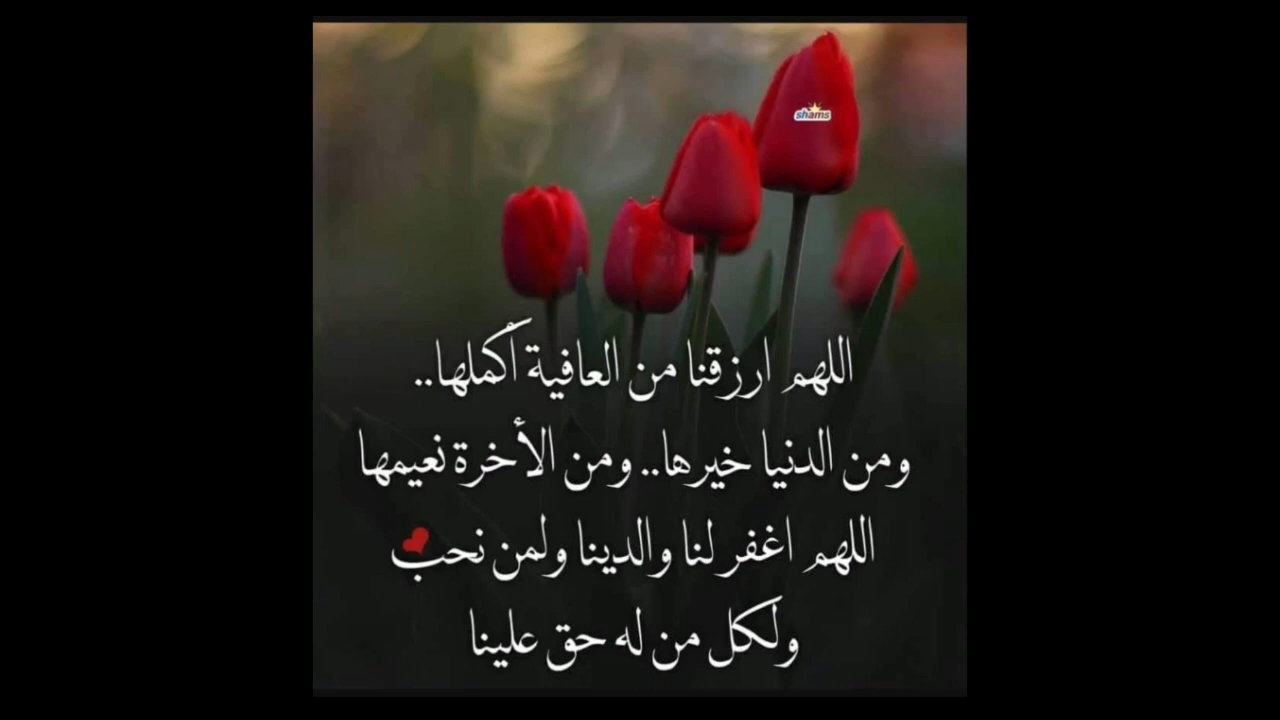 shams
اللهم ارزقنا من العافية أكملها..
ومن الدنيا خيرها.. ومن الأخرة نعيمها
اللهم اغفر لنا والدينا ولمن نحب
ولكل من له حق علينا